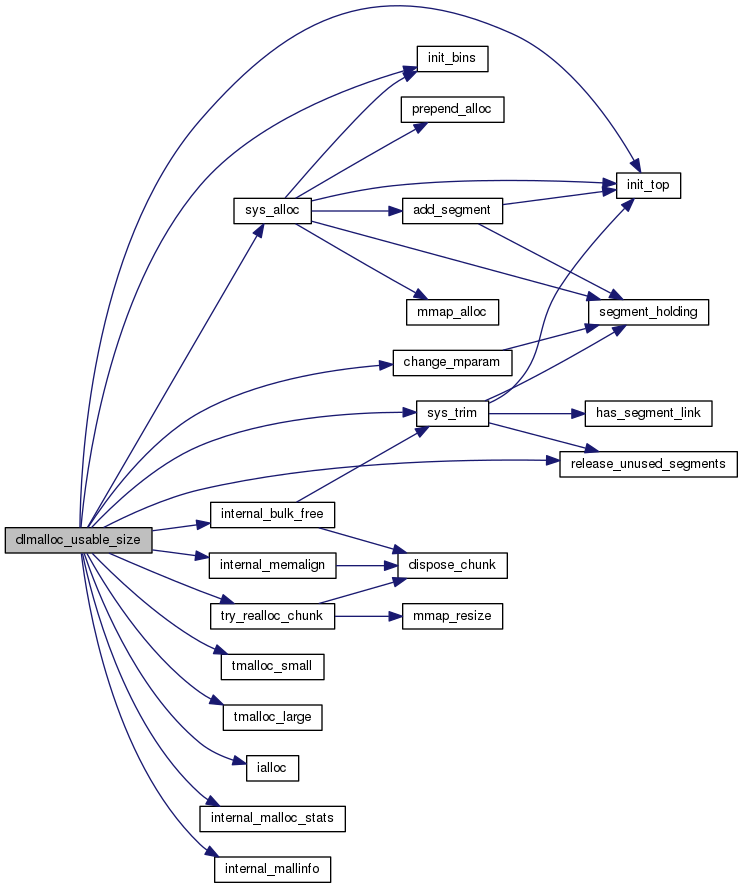 init_bins
prepend_alloc
init_top
sys_alloc
add_segment
mmap_alloc
segment_holding
change_mparam
sys_trim
has_segment_link
release_unused_segments
internal_bulk_free
dlmalloc_usable_size
internal_memalign
dispose_chunk
try_realloc_chunk
mmap_resize
tmalloc_small
tmalloc_large
ialloc
internal_malloc_stats
internal_mallinfo